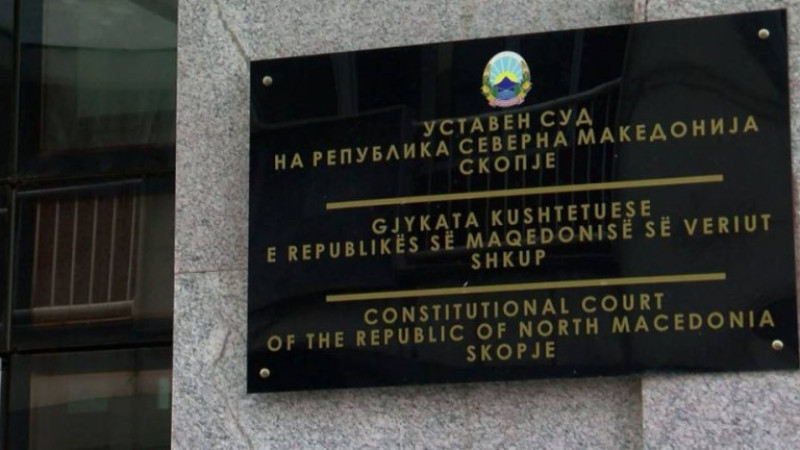 УСТАВЕН СУД
НА РЕПУБЛИКА СЕВЕРНА МАКЕДОНИЈА
СКОПЈЕ
GJYKATA KUSHTETUESE
E REPUBLIKËS SË MAQEDONISË SË VERIUT
SHKUP
CONSTITUTIONAL COURT
OF THE REPUBLIC OF NORTH MACEDONIA
SKOPJE